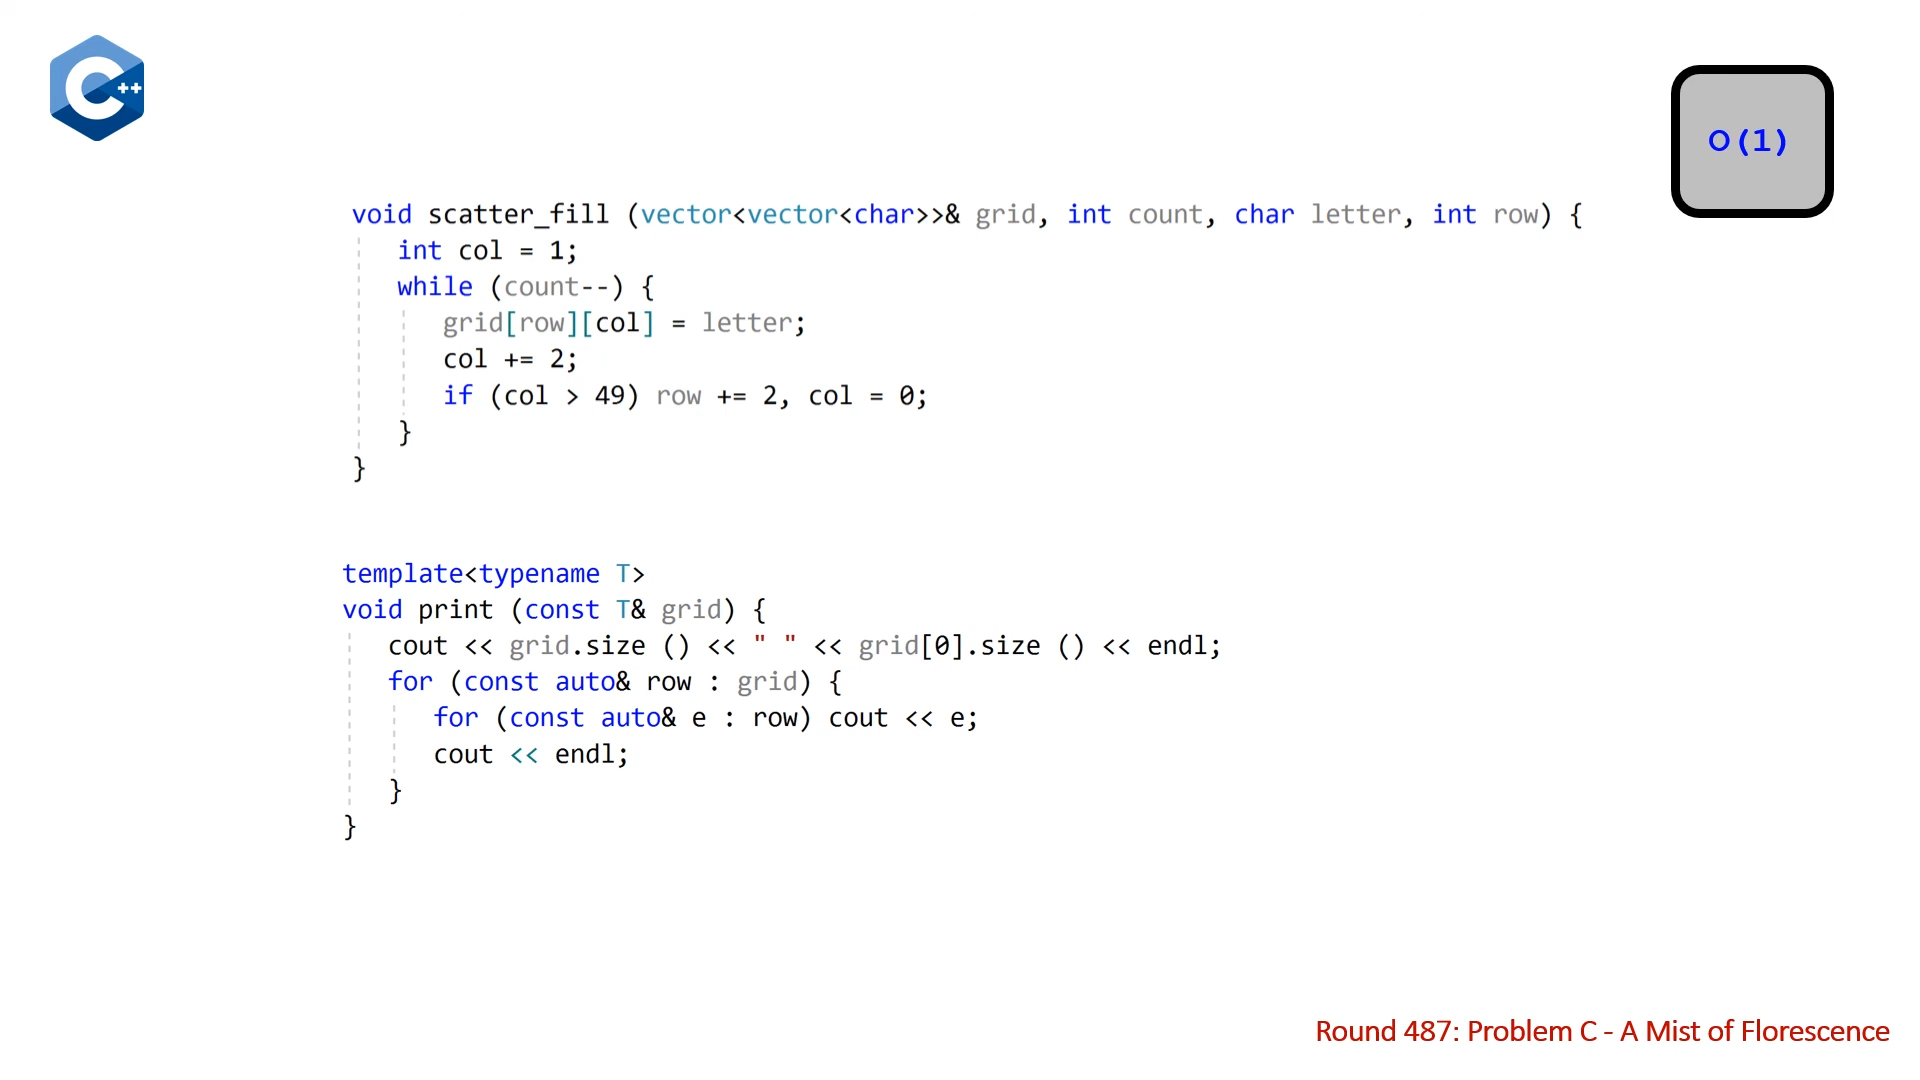 C++
O(1)
void scatter_fill (vector<vector<char>>& grid, int count, char letter, int row) {
int col = 1;
while (count--) {
grid[row][col] = letter;
col += 2;
if (col > 49) row += 2, col = 0;
}
}
template<typename T>
void print (const T& grid) {
cout << grid.size () << " " << grid[0].size () << endl;
for (const auto& row : grid) {
for (const auto& e : row) cout << e;
cout << endl;
}
}
Round 487: Problem C - A Mist of Florescence